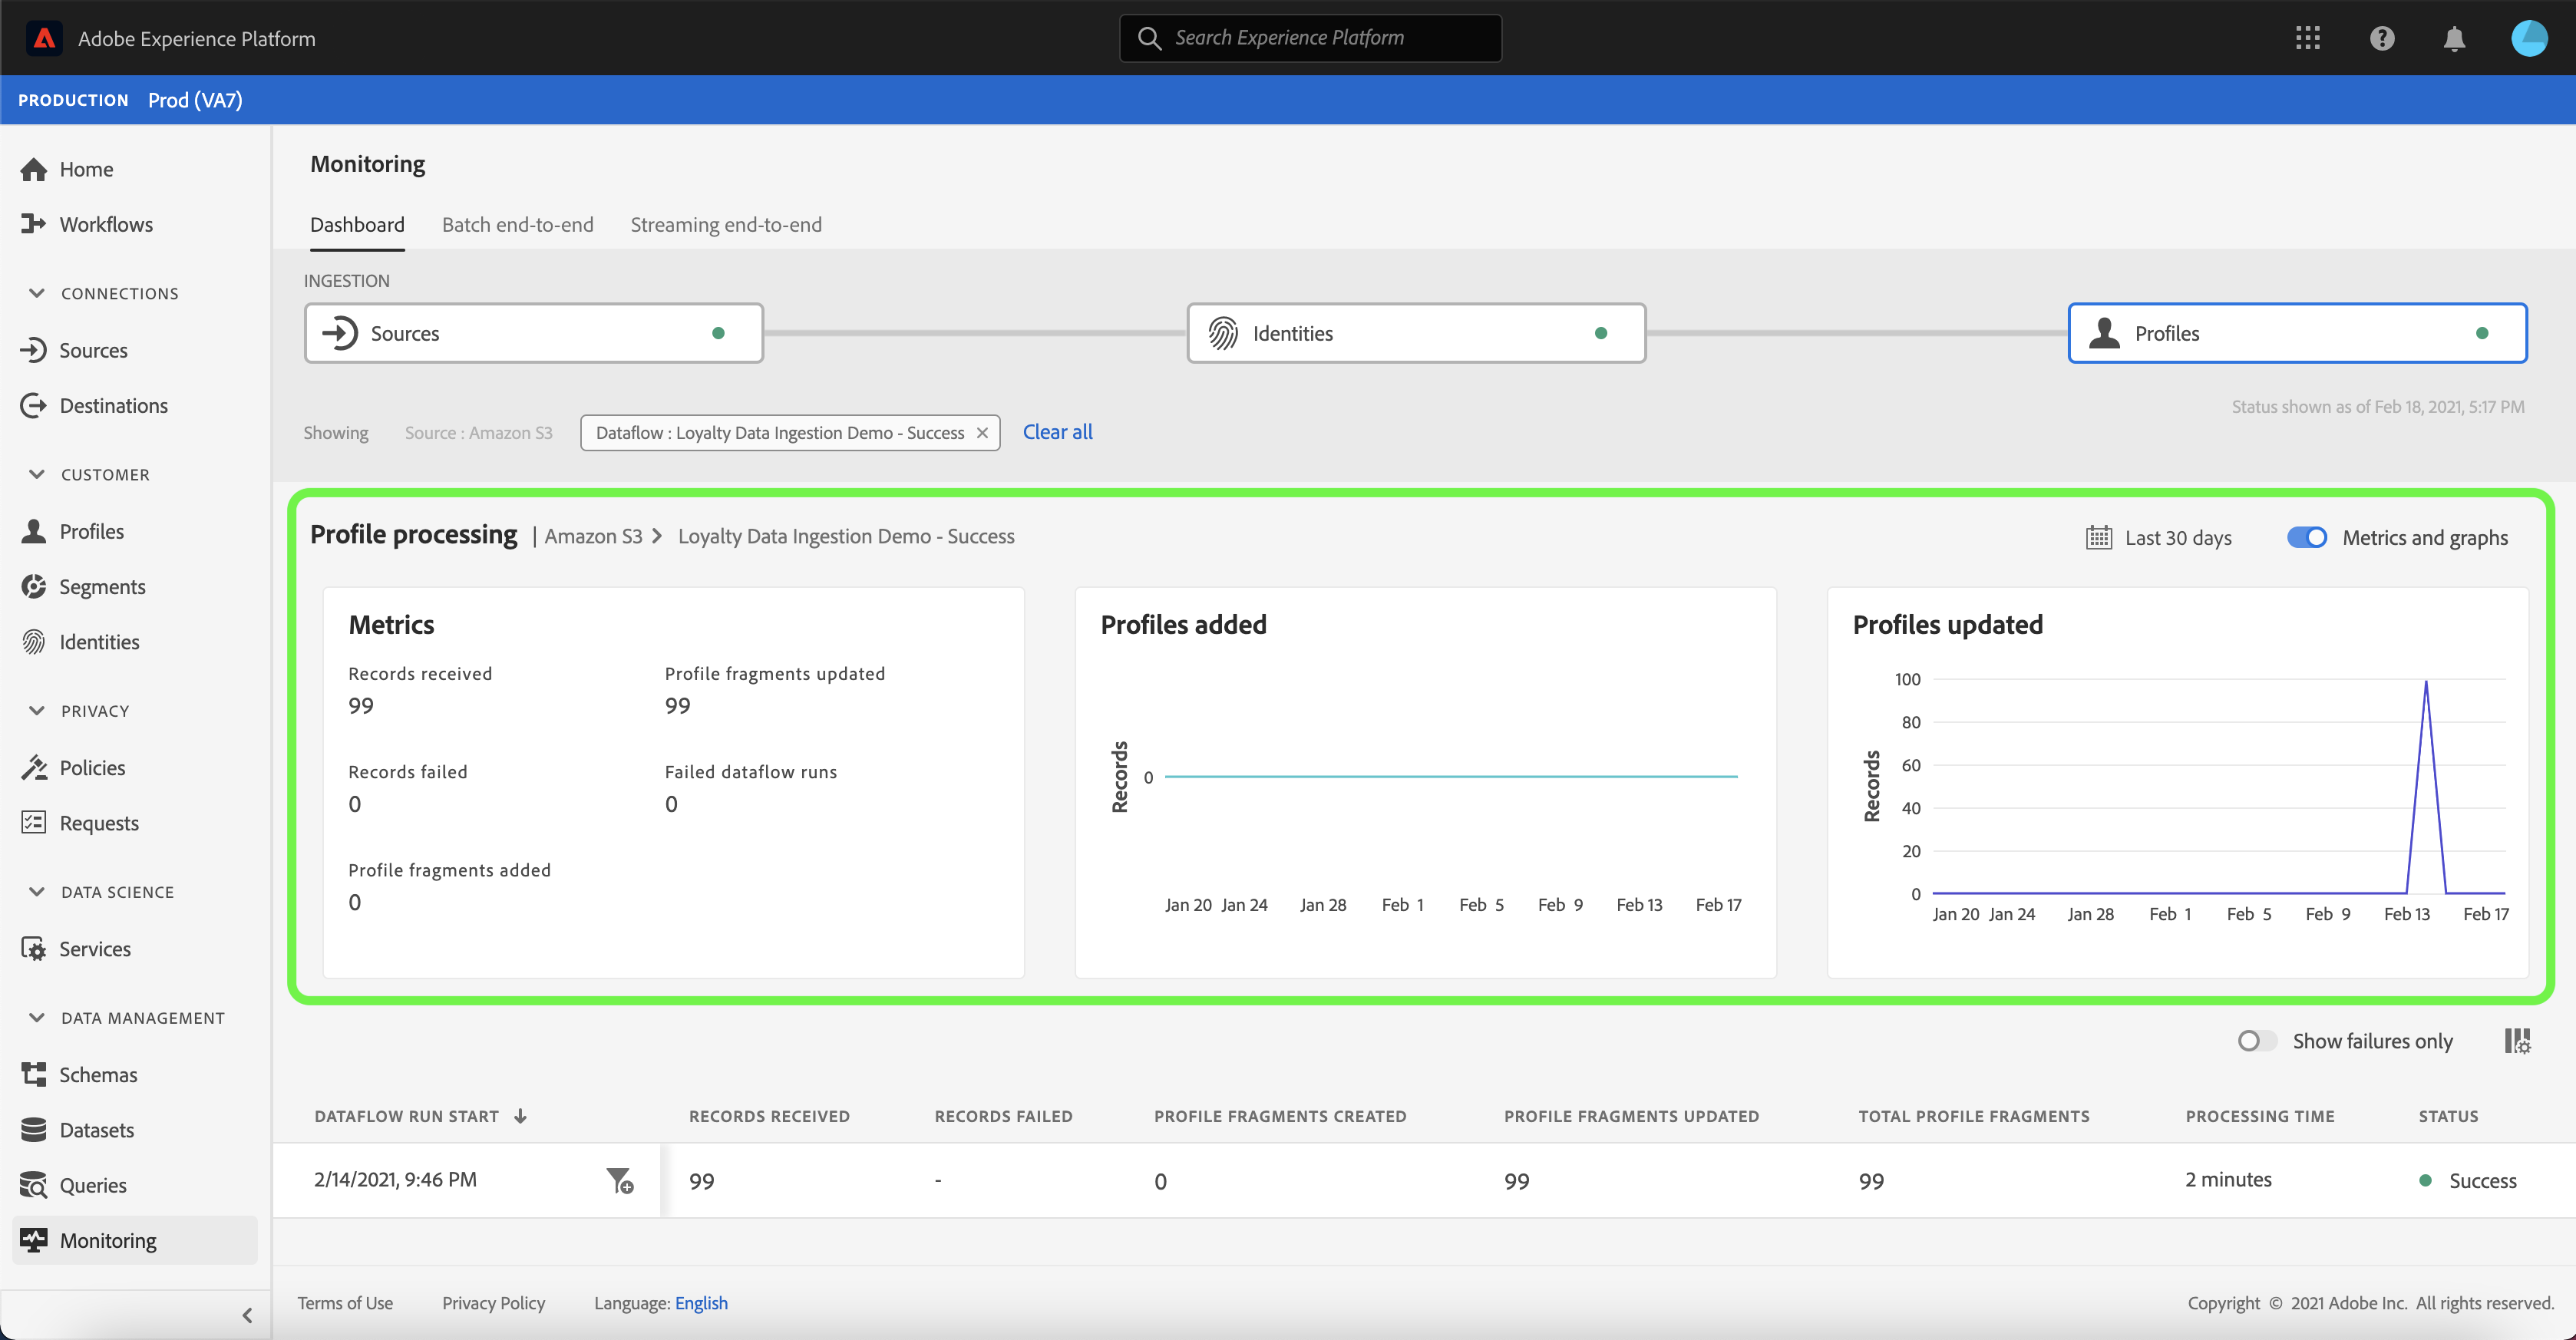 Adobe Experience Platform
Search Experience Platform
PRODUCTION Prod (VA7)
Home
Workflows
CONNECTIONS
Sources
Destinations
CUSTOMER
Profiles
Segments
Identities
PRIVACY
Policies
Requests
DATA SCIENCE
Services
DATA MANAGEMENT
Schemas
Datasets
Queries
Monitoring
Monitoring
Dashboard Batch end-to-end Streaming end-to-end
INGESTION
Sources Identities Profiles
Status shown as of Feb 18, 2021, 5:17 PM
Showing Source : Amazon S3 Dataflow : Loyalty Data Ingestion Demo - Success Clear all
Profile processing | Amazon S3 Loyalty Data Ingestion Demo - Success Last 30 days Metrics and graphs
Metrics
Records received Profile fragments updated
99 99
Records failed Failed dataflow runs
0 0
Profile fragments added
0
Profiles added
Records
0
Jan 20 Jan 24 Jan 28 Feb 1 Feb 5 Feb 9 Feb 13 Feb 17
Profiles updated
Records
100
80
60
40
20
0
Jan 20 Jan 24 Jan 28 Feb 1 Feb 5 Feb 9 Feb 13 Feb 17
Show failures only
DATAFLOW RUN START RECORDS RECEIVED RECORDS FAILED PROFILE FRAGMENTS CREATED PROFILE FRAGMENTS UPDATED TOTAL PROFILE FRAGMENTS PROCESSING TIME STATUS
2/14/2021, 9:46 PM 99 - 0 99 99 2 minutes Success
Terms of Use Privacy Policy Language: English Copyright © 2021 Adobe Inc. All rights reserved.